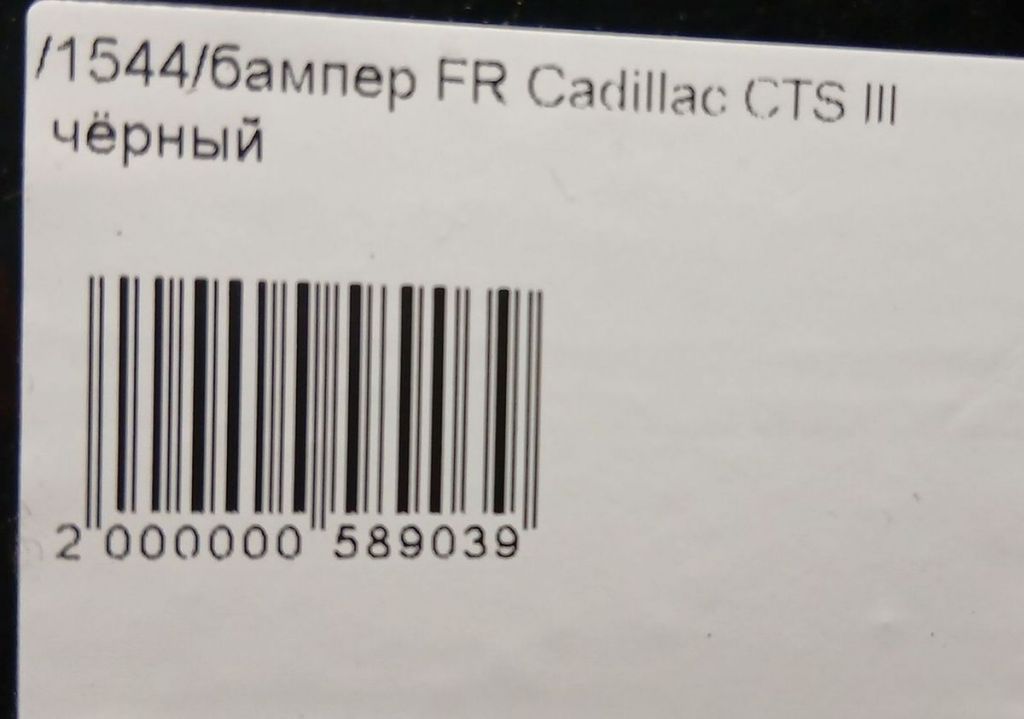 /1544/бампер FR Cadillac CTS III
чёрный
2 000000 589039